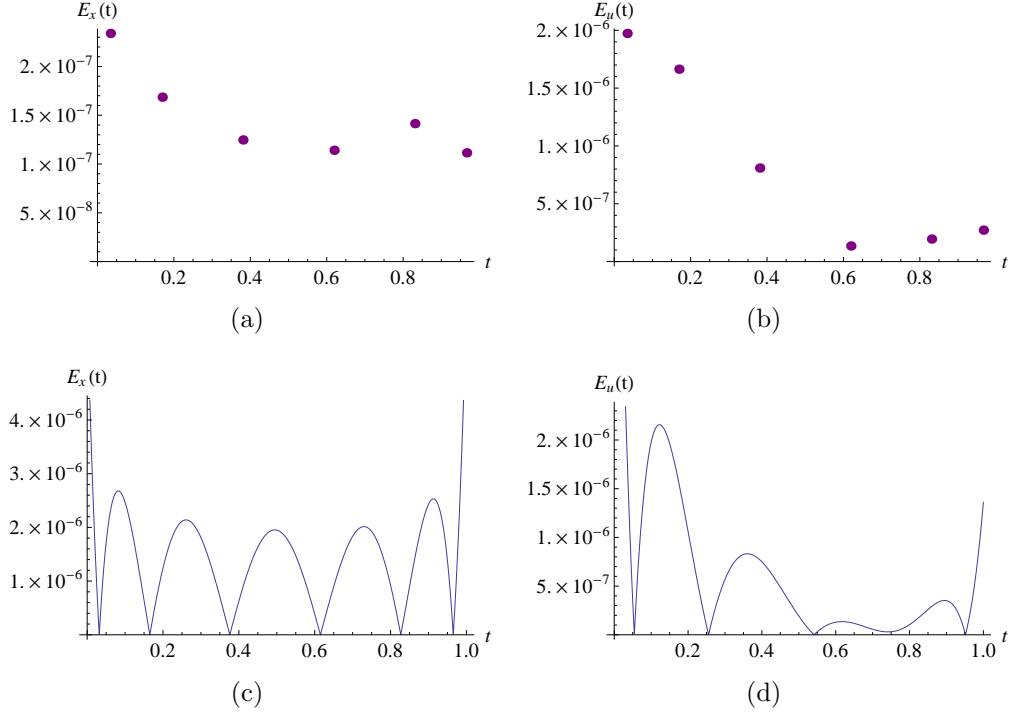 E_x(t)
2. × 10^-7
1.5 × 10^-7
1. × 10^-7
5. × 10^-8
0.2 0.4 0.6 0.8 t
(a)
E_u(t)
2. × 10^-6
1.5 × 10^-6
1. × 10^-6
5. × 10^-7
0.2 0.4 0.6 0.8 t
(b)
E_x(t)
4. × 10^-6
3. × 10^-6
2. × 10^-6
1. × 10^-6
0.2 0.4 0.6 0.8 1.0 t
(c)
E_u(t)
2. × 10^-6
1.5 × 10^-6
1. × 10^-6
5. × 10^-7
0.2 0.4 0.6 0.8 1.0 t
(d)